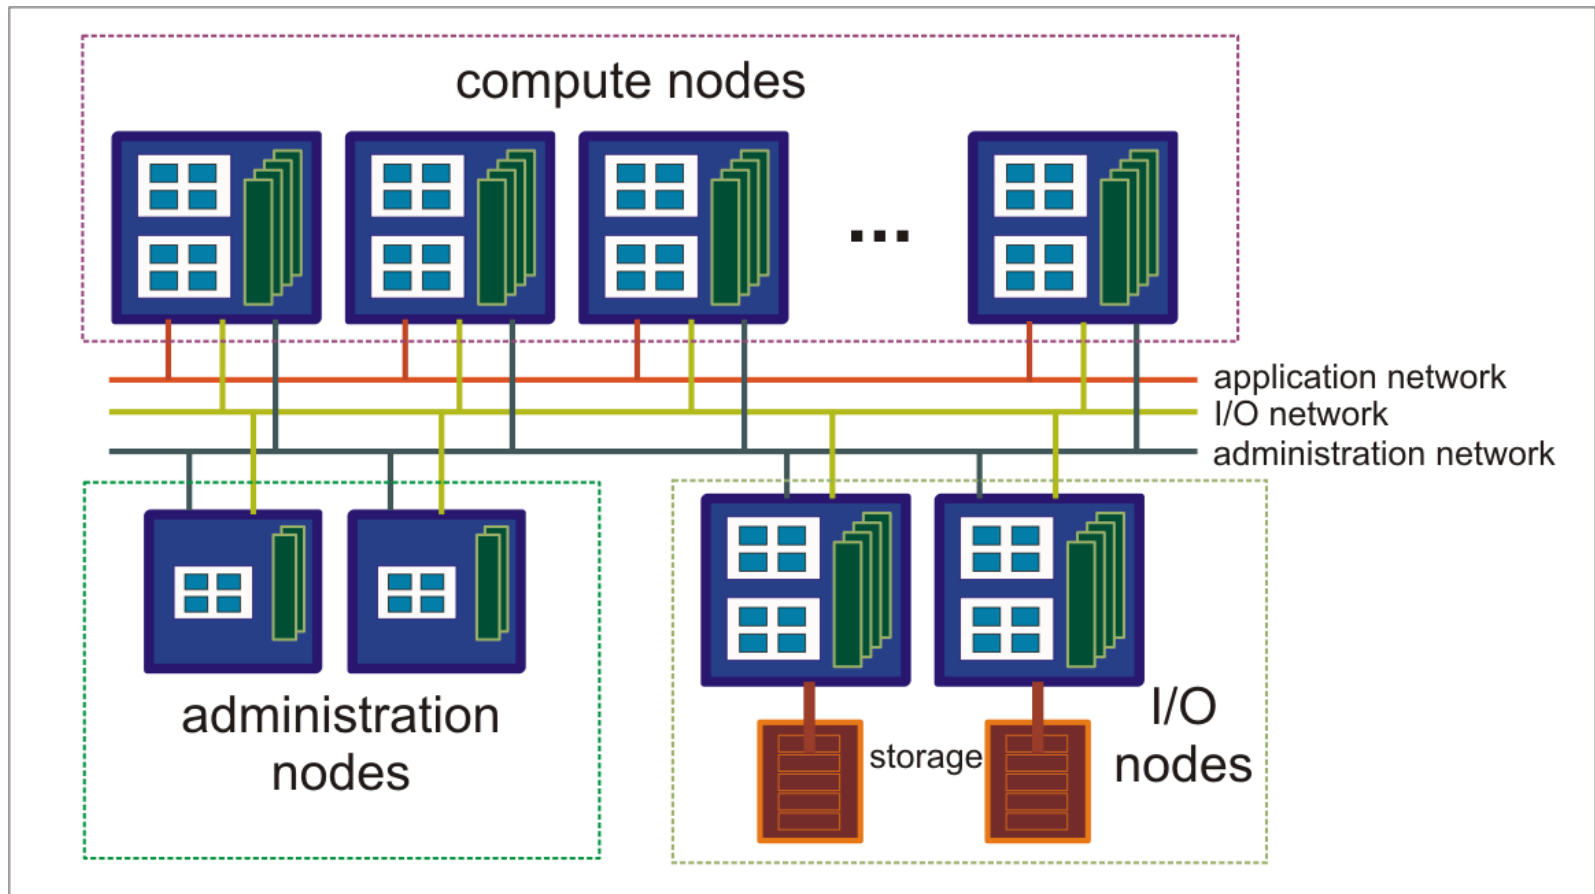 compute nodes
...
application network
I/O network
administration network
administration
nodes
I/O
nodes
storage